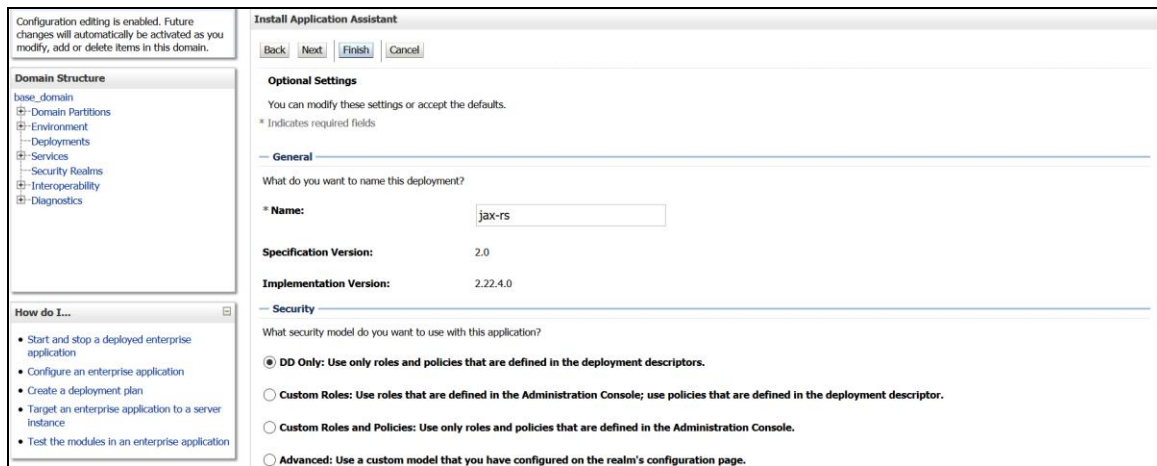 Configuration editing is enabled. Future
changes will automatically be activated as you
modify, add or delete items in this domain.
Domain Structure
base_domain
Domain Partitions
Environment
Deployments
Services
Security Realms
Interoperability
Diagnostics
How do I...
Start and stop a deployed enterprise
application
Configure an enterprise application
Create a deployment plan
Target an enterprise application to a server
instance
Test the modules in an enterprise application
Install Application Assistant
Back Next Finish Cancel
Optional Settings
You can modify these settings or accept the defaults.
* Indicates required fields
General
What do you want to name this deployment?
* Name: jax-rs
Specification Version: 2.0
Implementation Version: 2.22.4.0
Security
What security model do you want to use with this application?
DD Only: Use only roles and policies that are defined in the deployment descriptors.
Custom Roles: Use roles that are defined in the Administration Console; use policies that are defined in the deployment descriptor.
Custom Roles and Policies: Use only roles and policies that are defined in the Administration Console.
Advanced: Use a custom model that you have configured on the realm's configuration page.